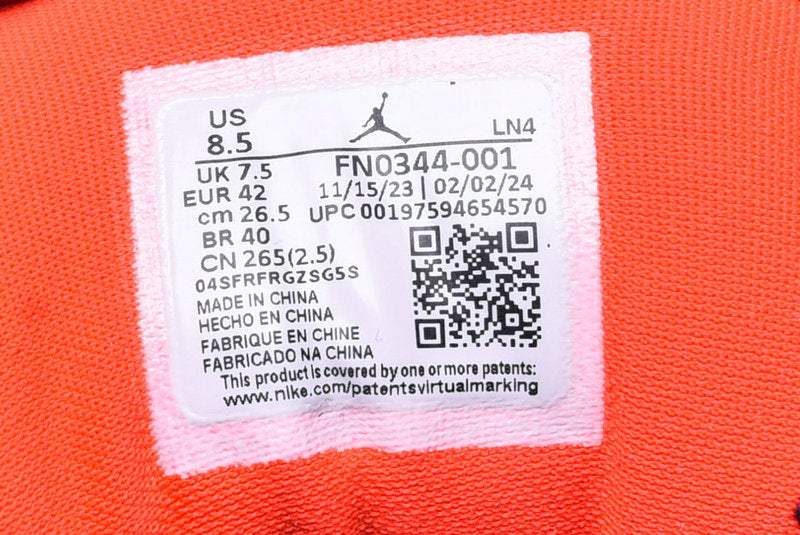 US
8.5
LN4
UK 7.5
FN0344-001
EUR 42
11/15/23 | 02/02/24
cm 26.5
UPC 00197594654570
BR 40
CN 265(2.5)
04SFRFRGZSG5S
MADE IN CHINA
HECHO EN CHINA
FABRIQUE EN CHINE
FABRICADO NA CHINA
This product is covered by one or more patents:
www.nike.com/patentsvirtualmarking